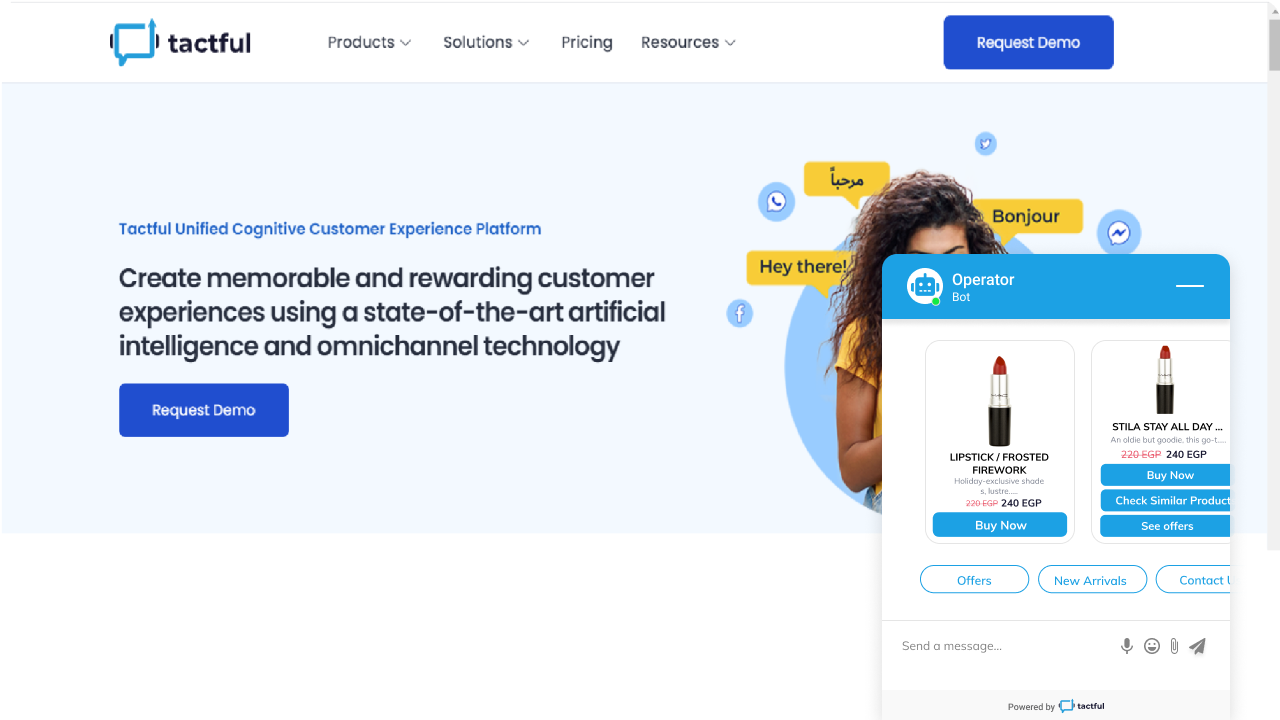 tactful
Products
Solutions
Pricing
Resources
Request Demo
مرحباً
Bonjour
Hey there!
Tactful Unified Cognitive Customer Experience Platform
Create memorable and rewarding customer
experiences using a state-of-the-art artificial
intelligence and omnichannel technology
Request Demo
Operator
Bot
LIPSTICK / FROSTED
FIREWORK
Holiday-exclusive shade
s, lustre....
220 EGP 240 EGP
Buy Now
STILA STAY ALL DAY ...
An oldie but goodie, this go-t....
220 EGP 240 EGP
Buy Now
Check Similar Product
See offers
Offers
New Arrivals
Contact U
Send a message...
Powered by tactful